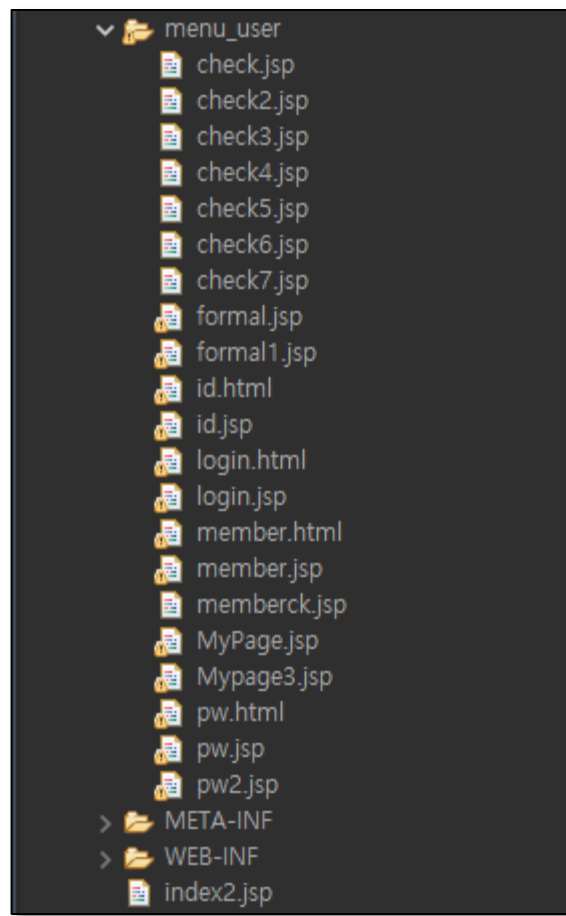 menu_user
check.jsp
check2.jsp
check3.jsp
check4.jsp
check5.jsp
check6.jsp
check7.jsp
formal.jsp
formal1.jsp
id.html
id.jsp
login.html
login.jsp
member.html
member.jsp
memberck.jsp
MyPage.jsp
Mypage3.jsp
pw.html
pw.jsp
pw2.jsp
META-INF
WEB-INF
index2.jsp